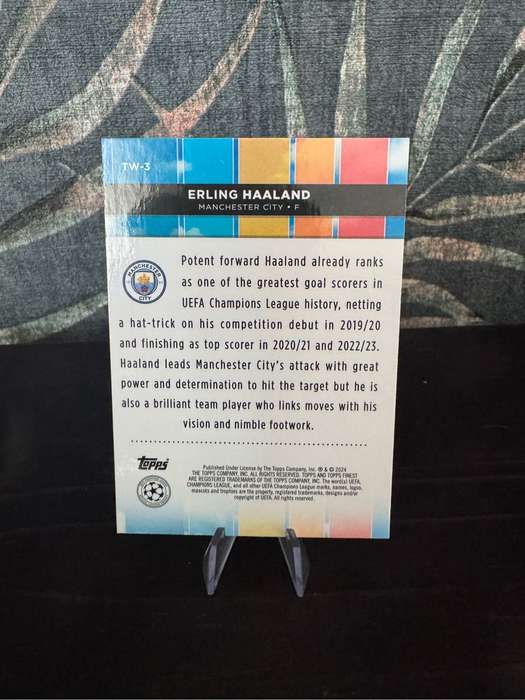 TW-3
ERLING HAALAND
MANCHESTER CITY • F
MANCHESTER
CITY
Potent forward Haaland already ranks
as one of the greatest goal scorers in
UEFA Champions League history, netting
a hat-trick on his competition debut in 2019/20
and finishing as top scorer in 2020/21 and 2022/23.
Haaland leads Manchester City's attack with great
power and determination to hit the target but he is
also a brilliant team player who links moves with his
vision and nimble footwork.
Topps
Published Under License by The Topps Company, Inc. ® & © 2024
THE TOPPS COMPANY, INC. ALL RIGHTS RESERVED. TOPPS AND TOPPS FINEST
ARE REGISTERED TRADEMARKS OF THE TOPPS COMPANY, INC. The word(s) UEFA,
CHAMPIONS LEAGUE, and all other UEFA Champions League marks, names, logos,
mascots and trophies are the property, registered trademarks, designs and/or
copyright of UEFA. All rights reserved.